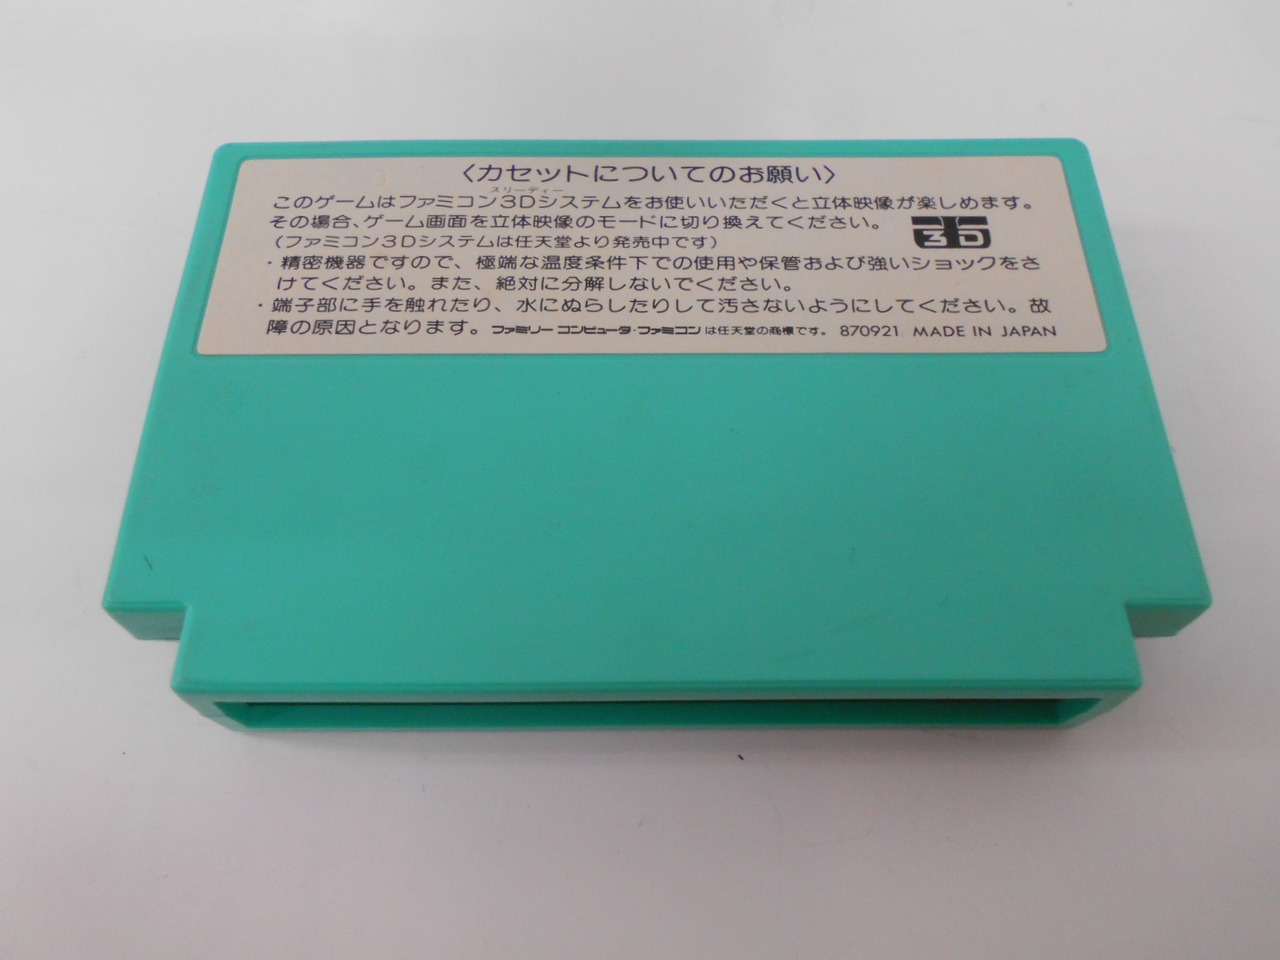 〈カセットについてのお願い〉
スリーディー
このゲームはファミコン3Dシステムをお使いいただくと立体映像が楽しめます。
その場合、ゲーム画面を立体映像のモードに切り換えてください。
(ファミコン3Dシステムは任天堂より発売中です)
3D
・精密機器ですので、極端な温度条件下での使用や保管および強いショックをさ
けてください。また、絶対に分解しないでください。
・端子部に手を触れたり、水にぬらしたりして汚さないようにしてください。故
障の原因となります。ファミリーコンピュータ・ファミコンは任天堂の商標です。 870921 MADE IN JAPAN